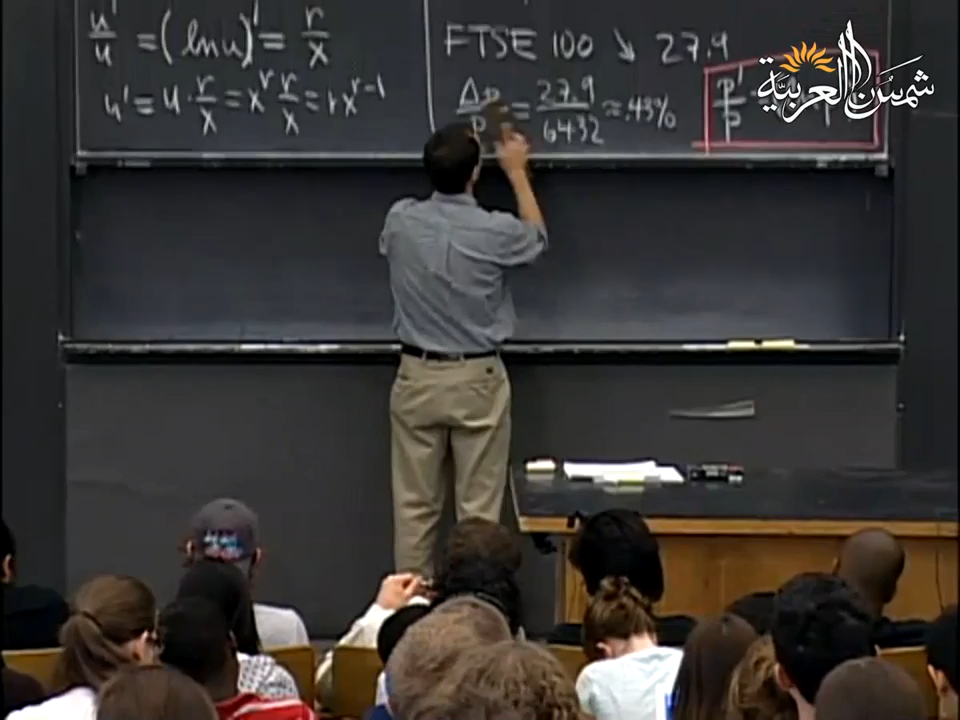 u'/u = (ln u)' = r/x
u' = u · r/x = x^r r/x = r x^(r-1)
FTSE 100 ↘ 27.9
Δp/p = 27.9/6432 ≈ .43%
p'/p
شمس العربية